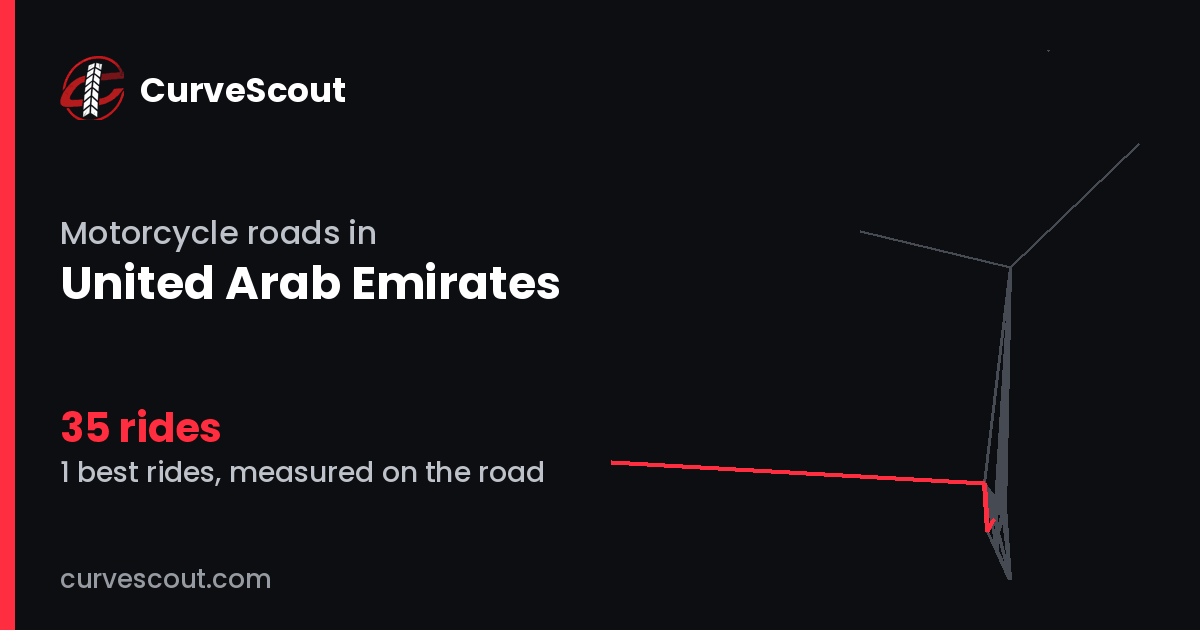 CurveScout
Motorcycle roads in
United Arab Emirates
35 rides
1 best rides, measured on the road
curvescout.com